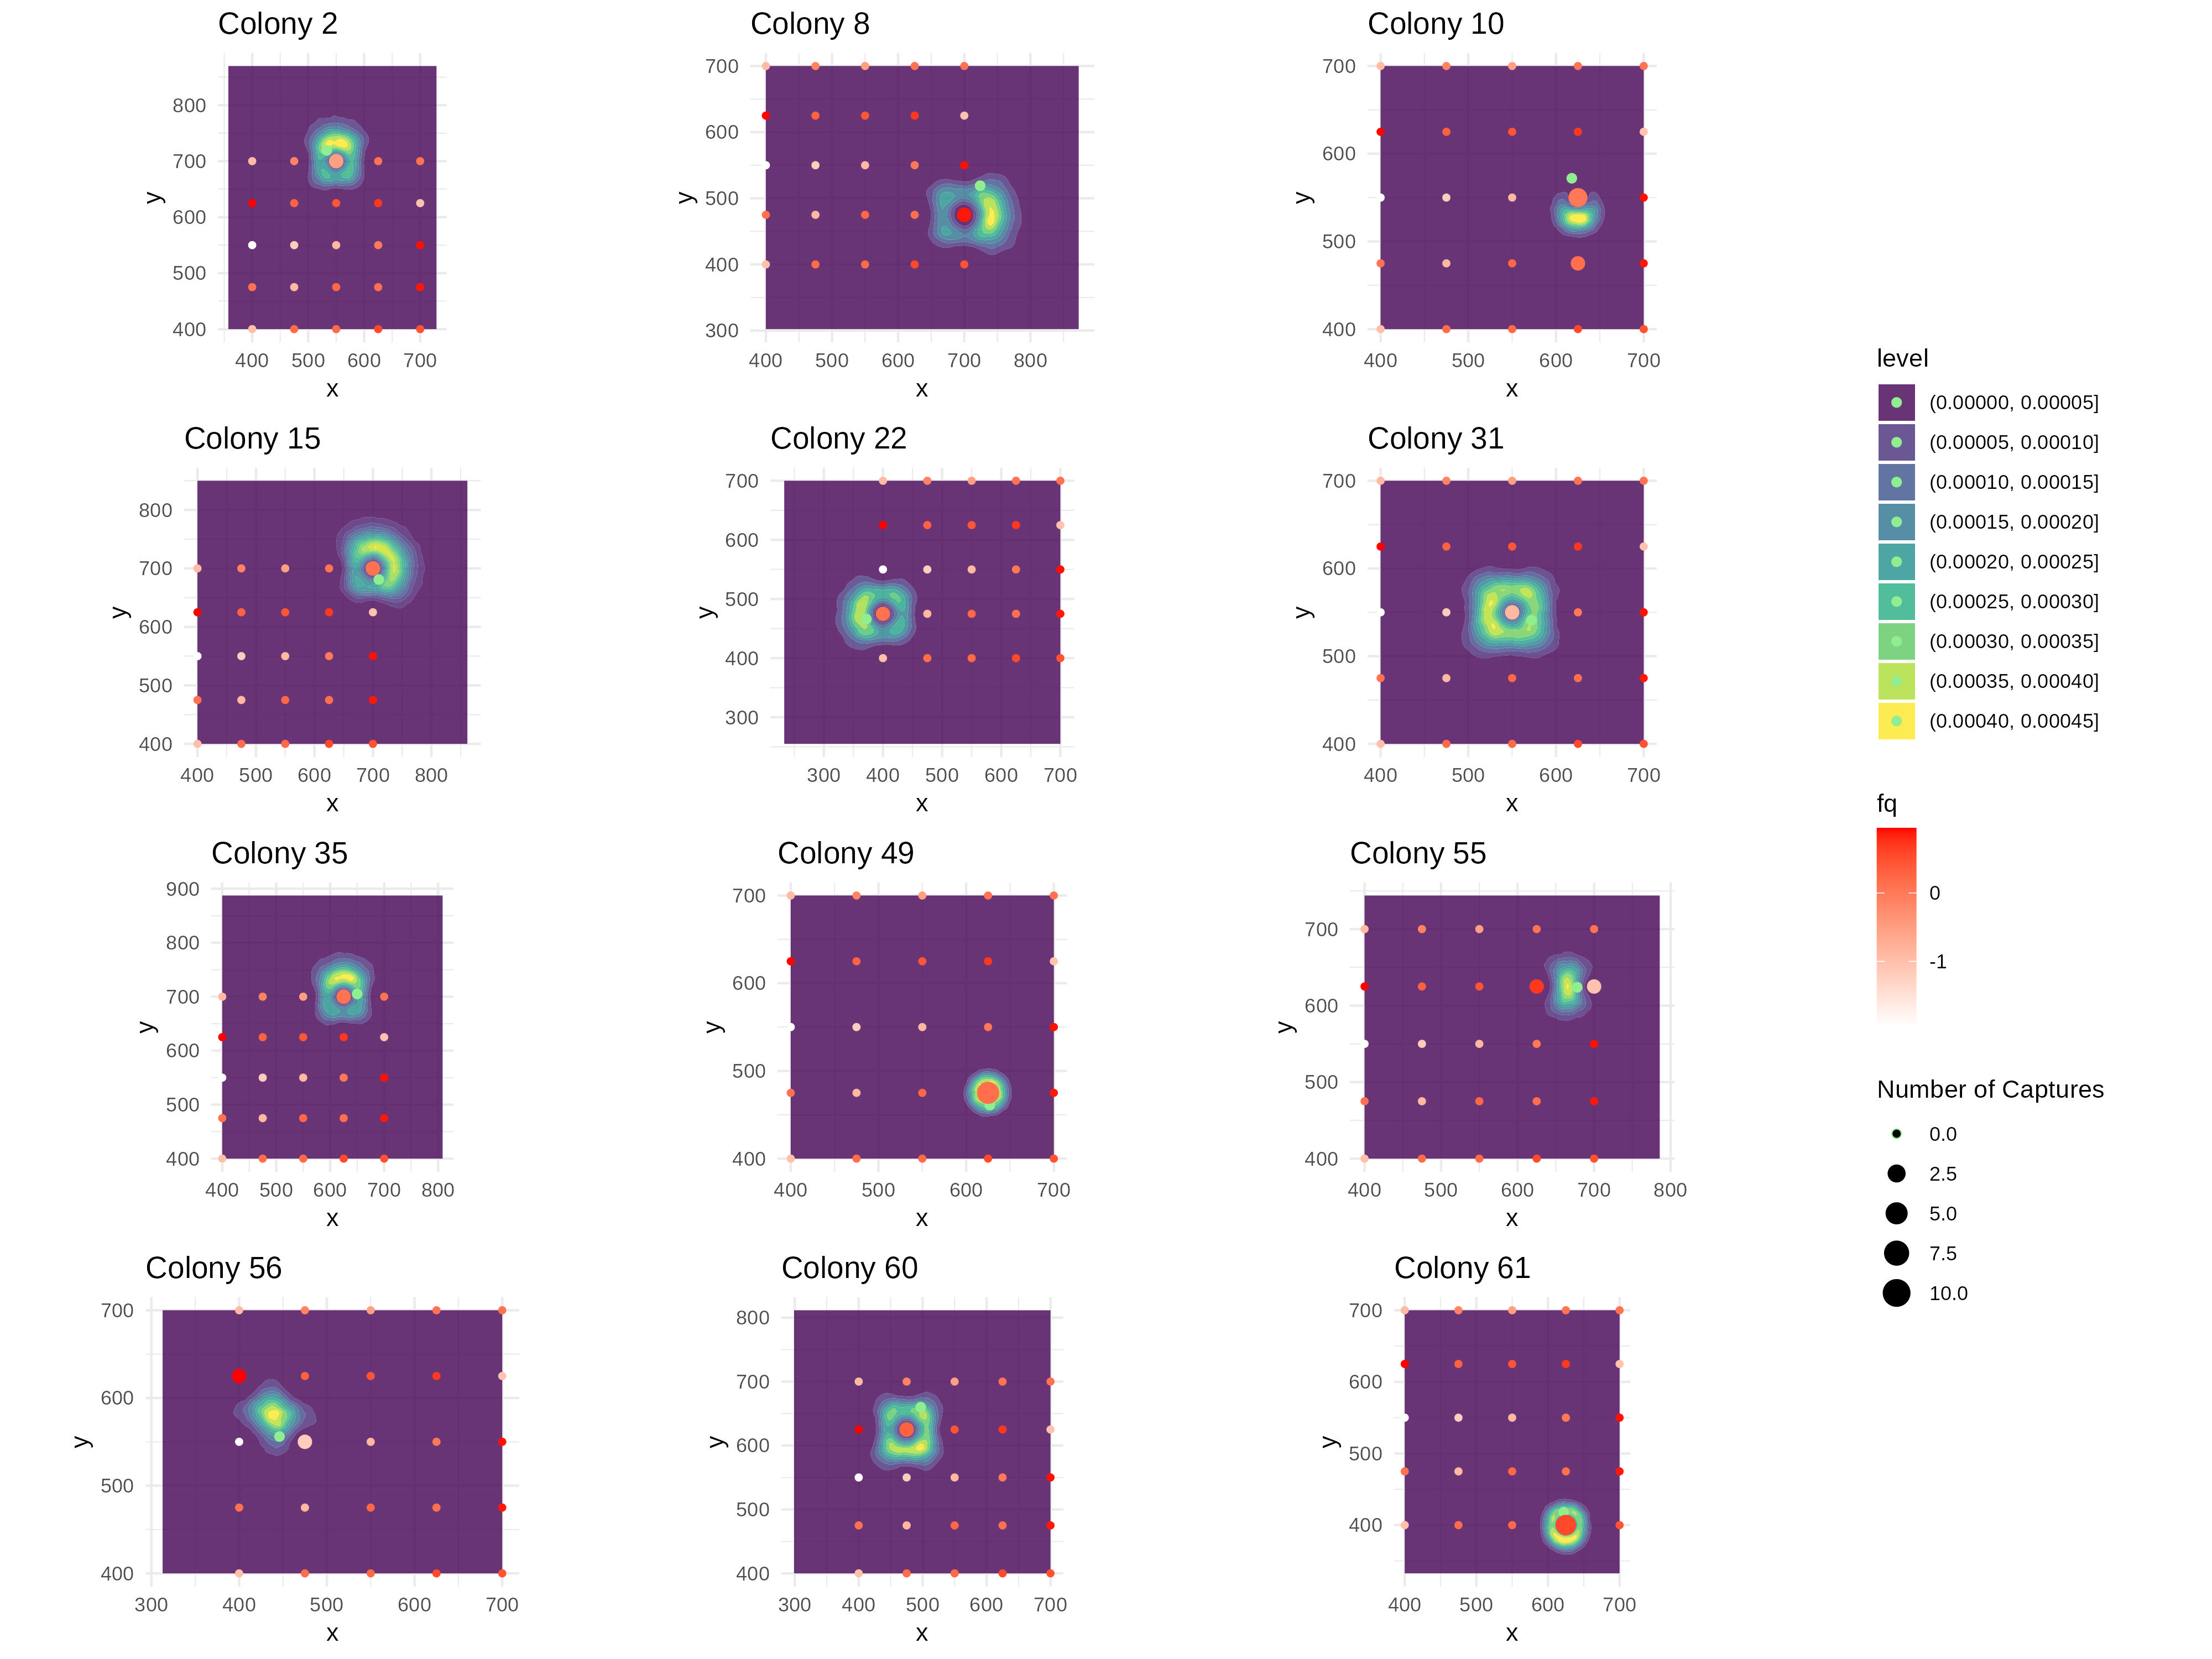 Colony 2
y
800
700
600
500
400
400 500 600 700
x
Colony 8
y
700
600
500
400
300
400 500 600 700 800
x
Colony 10
y
700
600
500
400
400 500 600 700
x
Colony 15
y
800
700
600
500
400
400 500 600 700 800
x
Colony 22
y
700
600
500
400
300
300 400 500 600 700
x
Colony 31
y
700
600
500
400
400 500 600 700
x
Colony 35
y
900
800
700
600
500
400
400 500 600 700 800
x
Colony 49
y
700
600
500
400
400 500 600 700
x
Colony 55
y
700
600
500
400
400 500 600 700 800
x
Colony 56
y
700
600
500
400
300 400 500 600 700
x
Colony 60
y
800
700
600
500
400
300 400 500 600 700
x
Colony 61
y
700
600
500
400
400 500 600 700
x
level
(0.00000, 0.00005]
(0.00005, 0.00010]
(0.00010, 0.00015]
(0.00015, 0.00020]
(0.00020, 0.00025]
(0.00025, 0.00030]
(0.00030, 0.00035]
(0.00035, 0.00040]
(0.00040, 0.00045]
fq
0
-1
Number of Captures
0.0
2.5
5.0
7.5
10.0